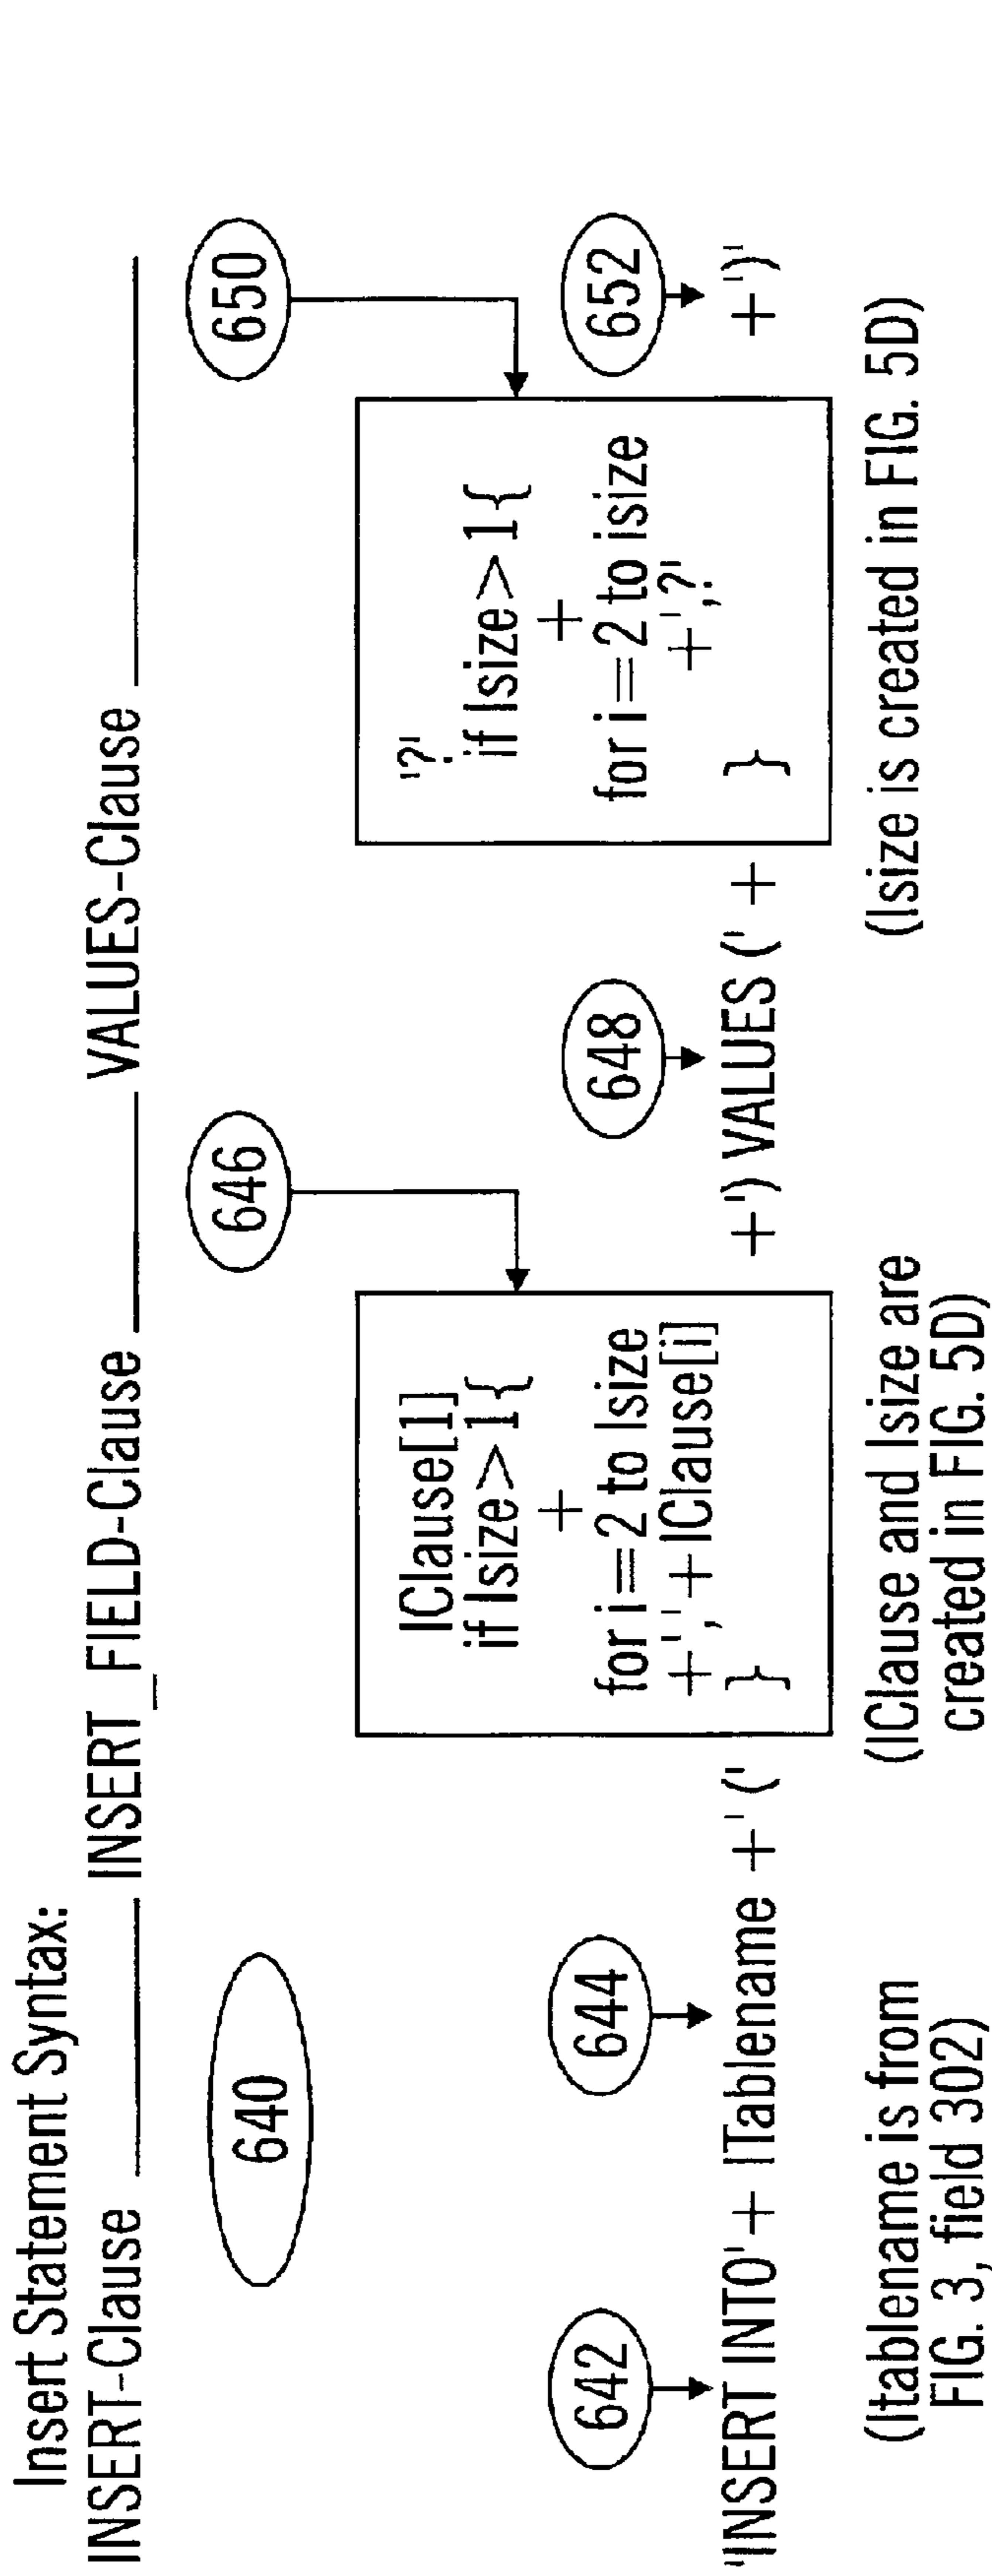 Insert Statement Syntax:
INSERT-Clause INSERT_FIELD-Clause VALUES-Clause
640
646
650
642
644
648
652
'INSERT INTO' + ITablename +' ('
IClause[1]
if Isize>1{
+
for i=2 to Isize
+','+ IClause[i]
}
+') VALUES (' +
'?'
if Isize>1{
+
for i=2 to isize
+',?'
}
+')'
(Itablename is from
FIG. 3, field 302)
(IClause and Isize are
created in FIG. 5D)
(Isize is created in FIG. 5D)